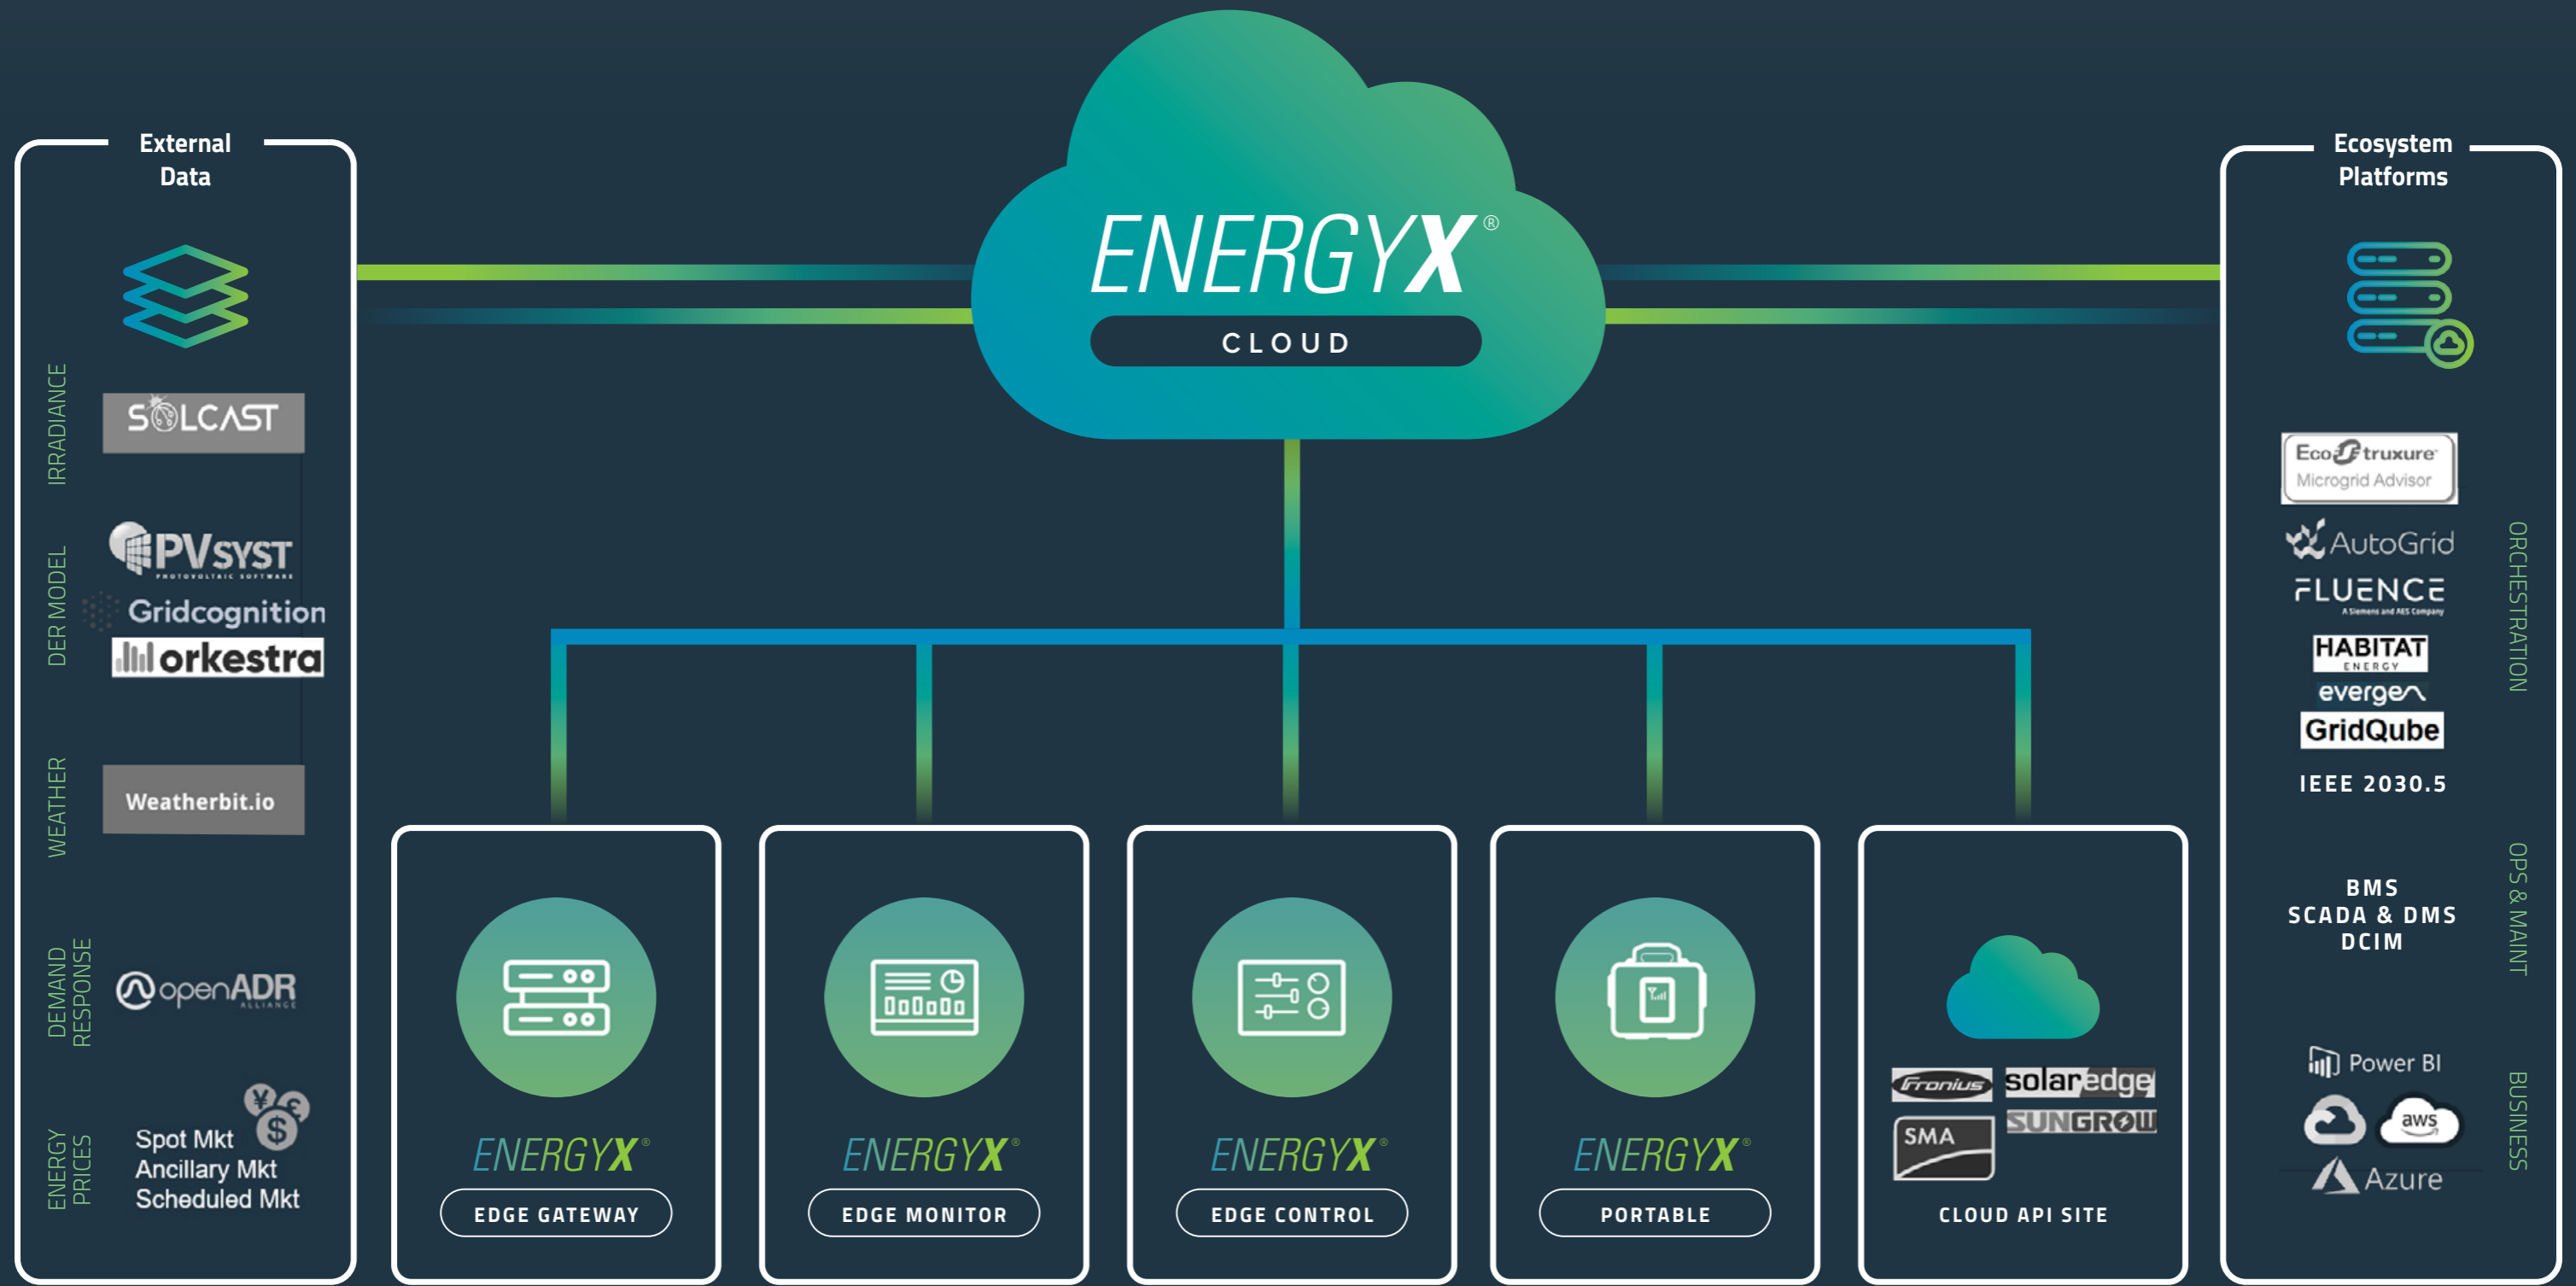 External
Data
IRRADIANCE
SOLCAST
DER MODEL
PVSYST
PHOTOVOLTAIC SOFTWARE
Gridcognition
orkestra
WEATHER
Weatherbit.io
DEMAND
RESPONSE
openADR
ALLIANCE
ENERGY
PRICES
¥ £ $
Spot Mkt
Ancillary Mkt
Scheduled Mkt
ENERGYX®
CLOUD
ENERGYX®
EDGE GATEWAY
ENERGYX®
EDGE MONITOR
ENERGYX®
EDGE CONTROL
ENERGYX®
PORTABLE
Fronius
solaredge
SMA
SUNGROW
CLOUD API SITE
Ecosystem
Platforms
EcoStruxure™
Microgrid Advisor
AutoGrid
FLUENCE
A Siemens and AES Company
HABITAT
ENERGY
evergen
GridQube
IEEE 2030.5
ORCHESTRATION
BMS
SCADA & DMS
DCIM
OPS & MAINT
Power BI
aws
Azure
BUSINESS